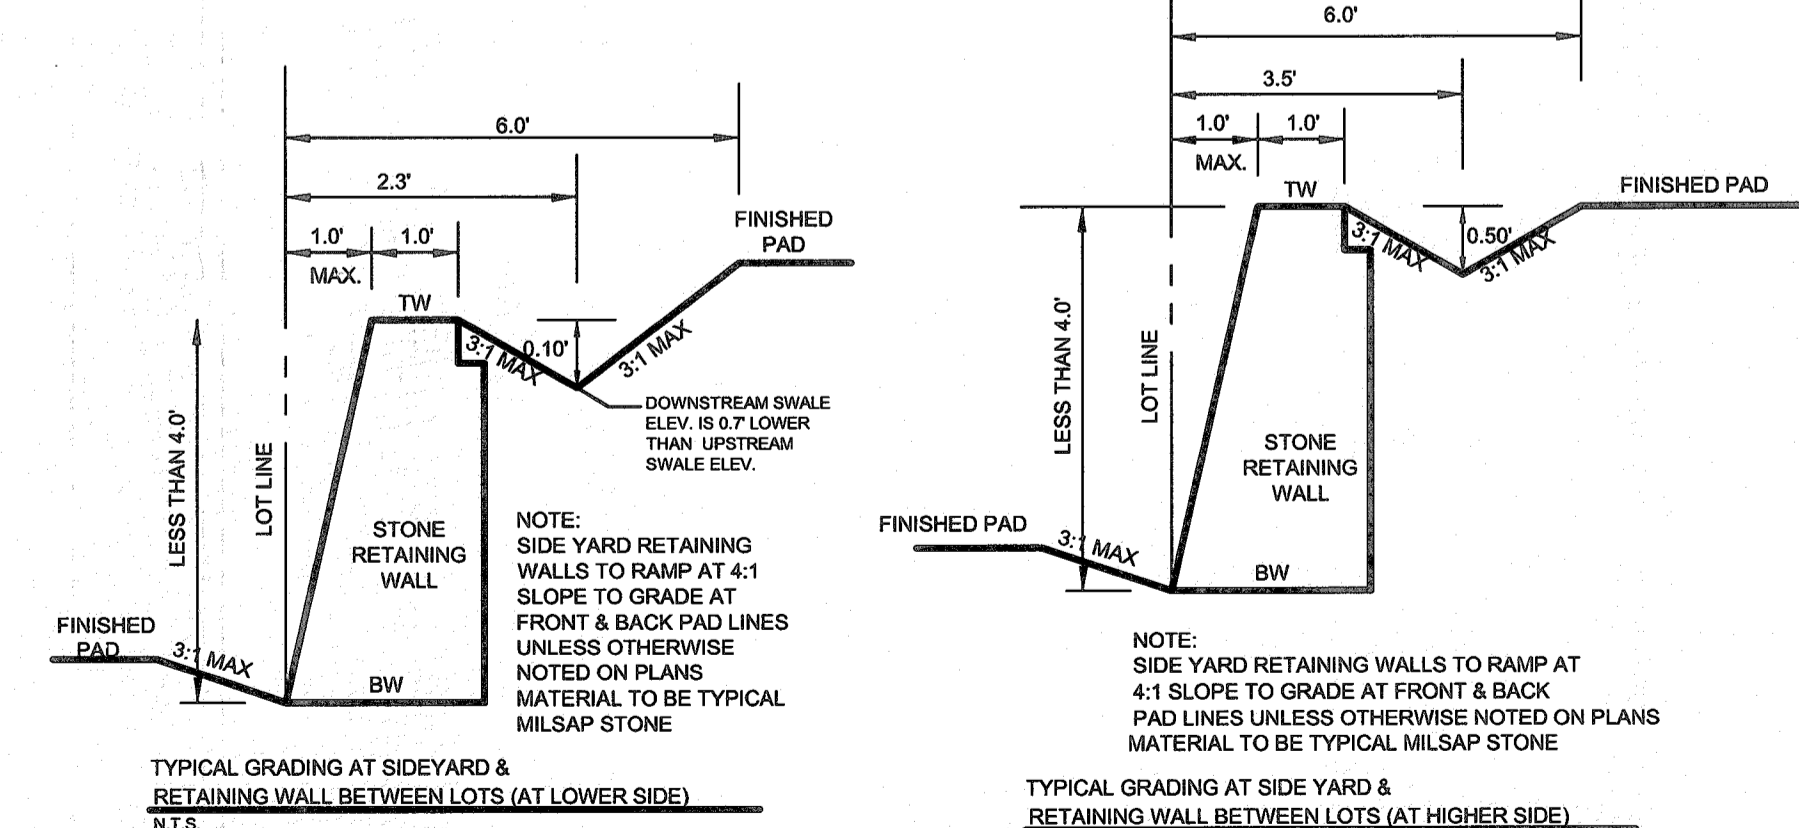 6.0'
2.3'
1.0'
1.0'
MAX.
TW
FINISHED
PAD
3:1 MAX
0.10'
3:1 MAX
DOWNSTREAM SWALE
ELEV. IS 0.7' LOWER
THAN UPSTREAM
SWALE ELEV.
LESS THAN 4.0'
LOT LINE
STONE
RETAINING
WALL
FINISHED
PAD
3:1 MAX
BW
NOTE:
SIDE YARD RETAINING
WALLS TO RAMP AT 4:1
SLOPE TO GRADE AT
FRONT & BACK PAD LINES
UNLESS OTHERWISE
NOTED ON PLANS
MATERIAL TO BE TYPICAL
MILSAP STONE
TYPICAL GRADING AT SIDEYARD &
RETAINING WALL BETWEEN LOTS (AT LOWER SIDE)
N.T.S.
6.0'
3.5'
1.0'
1.0'
MAX.
TW
FINISHED PAD
3:1 MAX
0.50'
3:1 MAX
LESS THAN 4.0'
LOT LINE
STONE
RETAINING
WALL
FINISHED PAD
3:1 MAX
BW
NOTE:
SIDE YARD RETAINING WALLS TO RAMP AT
4:1 SLOPE TO GRADE AT FRONT & BACK
PAD LINES UNLESS OTHERWISE NOTED ON PLANS
MATERIAL TO BE TYPICAL MILSAP STONE
TYPICAL GRADING AT SIDE YARD &
RETAINING WALL BETWEEN LOTS (AT HIGHER SIDE)